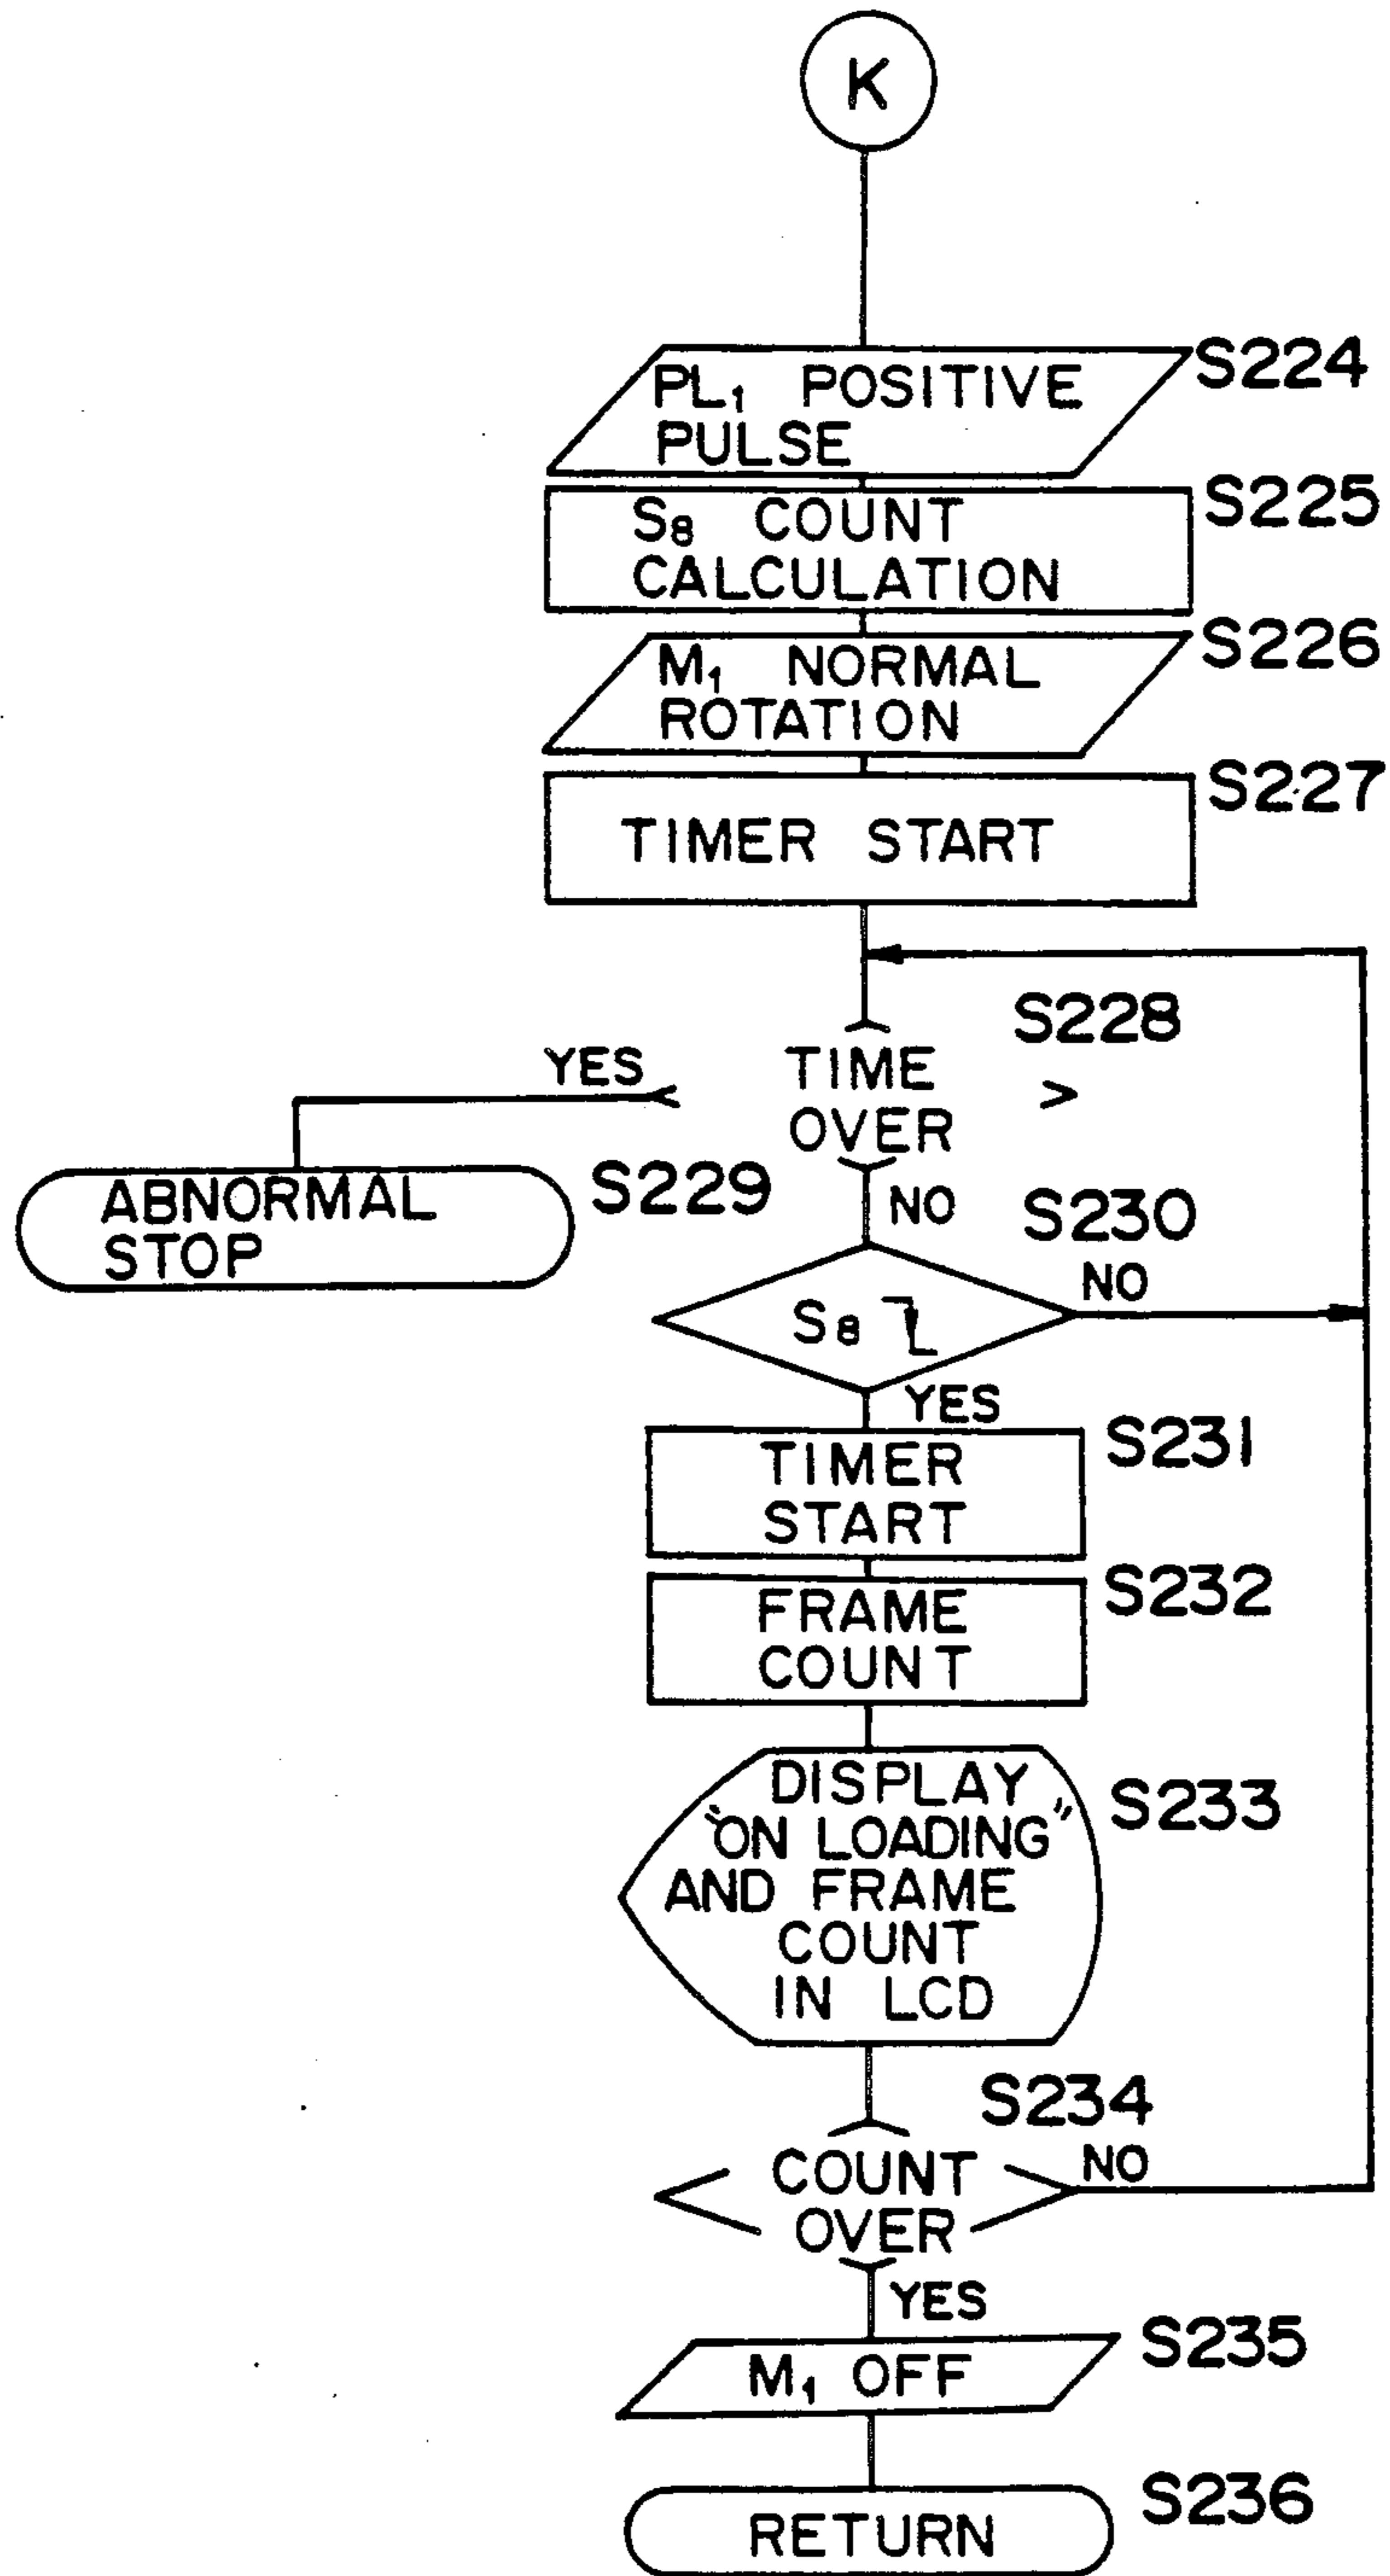 K
PL₁ POSITIVE
PULSE
S224
S₈ COUNT
CALCULATION
S225
M₁ NORMAL
ROTATION
S226
TIMER START
S227
S228
TIME
OVER
YES
NO
ABNORMAL
STOP
S229
S230
S₈
NO
YES
TIMER
START
S231
FRAME
COUNT
S232
DISPLAY
"ON LOADING"
AND FRAME
COUNT
IN LCD
S233
S234
COUNT
OVER
NO
YES
M₁ OFF
S235
RETURN
S236